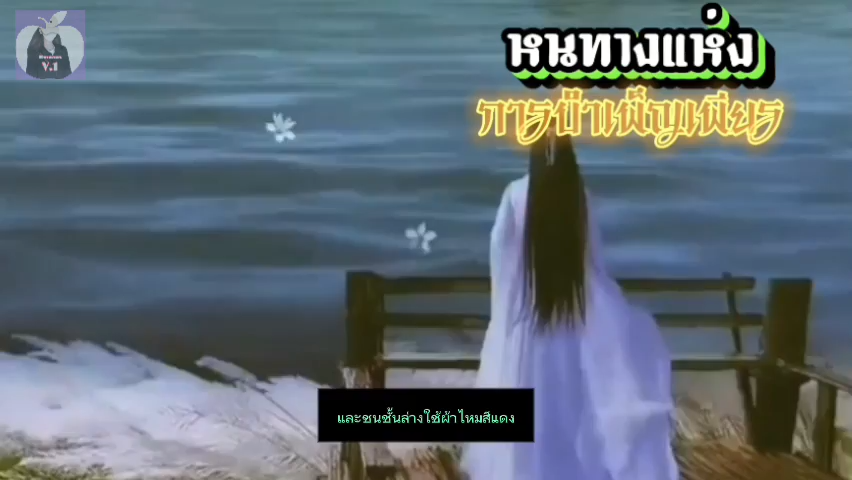 หนทางแห่ง
การบำเพ็ญเพียร
V.1
และชนชั้นล่างใช้ผ้าไหมสีแดง